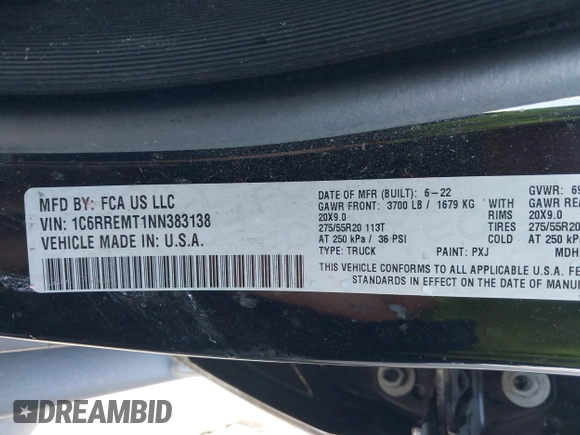 MFD BY: FCA US LLC
VIN: 1C6RREMT1NN383138
VEHICLE MADE IN: U.S.A.
DATE OF MFR (BUILT): 6-22
GAWR FRONT: 3700 LB / 1679 KG WITH
20X9.0 RIMS
275/55R20 113T TIRES
AT 250 kPa / 36 PSI COLD
TYPE: TRUCK PAINT: PXJ MDH
THIS VEHICLE CONFORMS TO ALL APPLICABLE U.S.A. FE
STANDARDS IN EFFECT ON THE DATE OF MANUF
GVWR: 69
GAWR REA
20X9.0
275/55R20
AT 250 kPa
DREAMBID